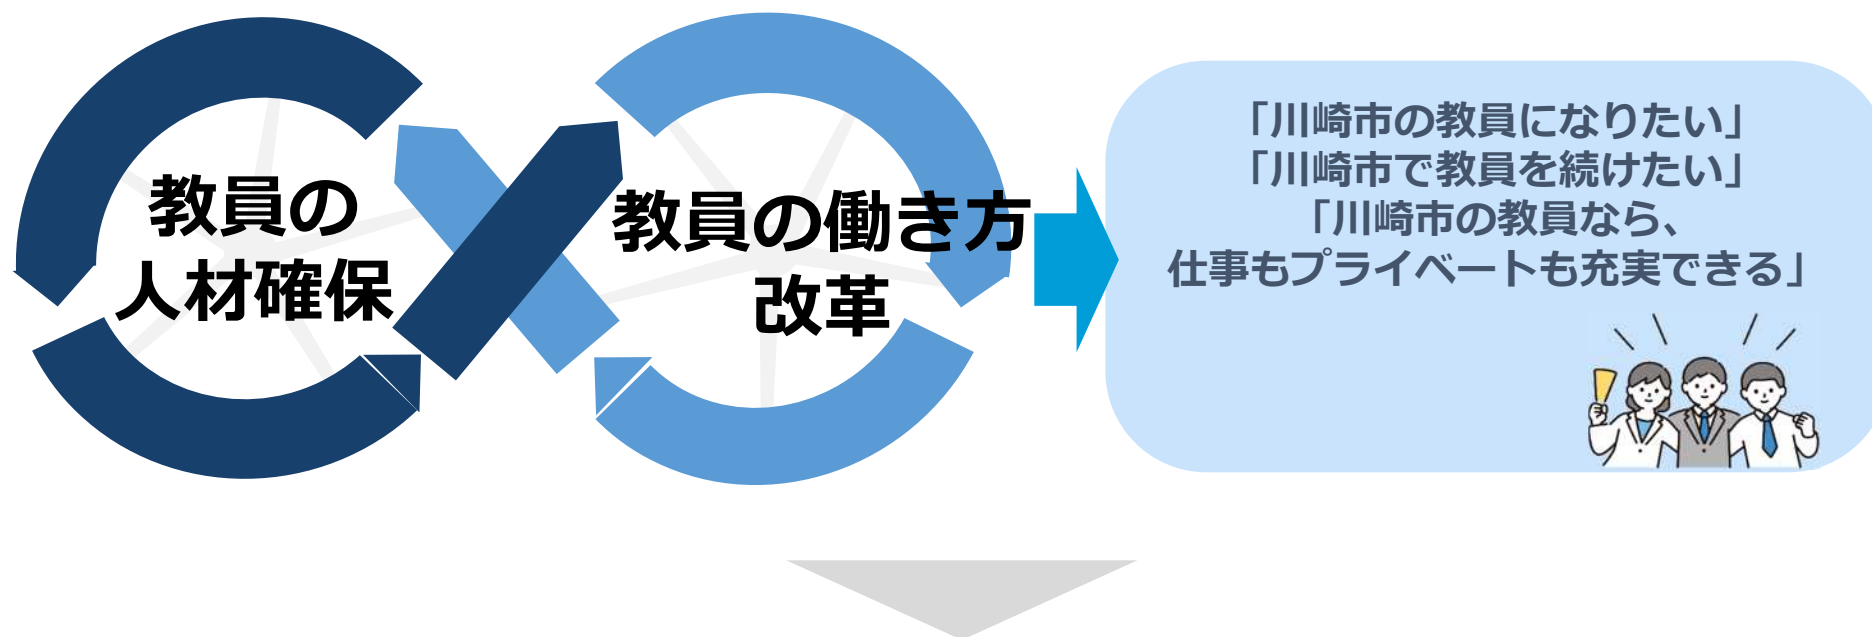 教員の
人材確保
教員の働き方
改革
「川崎市の教員になりたい」
「川崎市で教員を続けたい」
「川崎市の教員なら、
仕事もプライベートも充実できる」